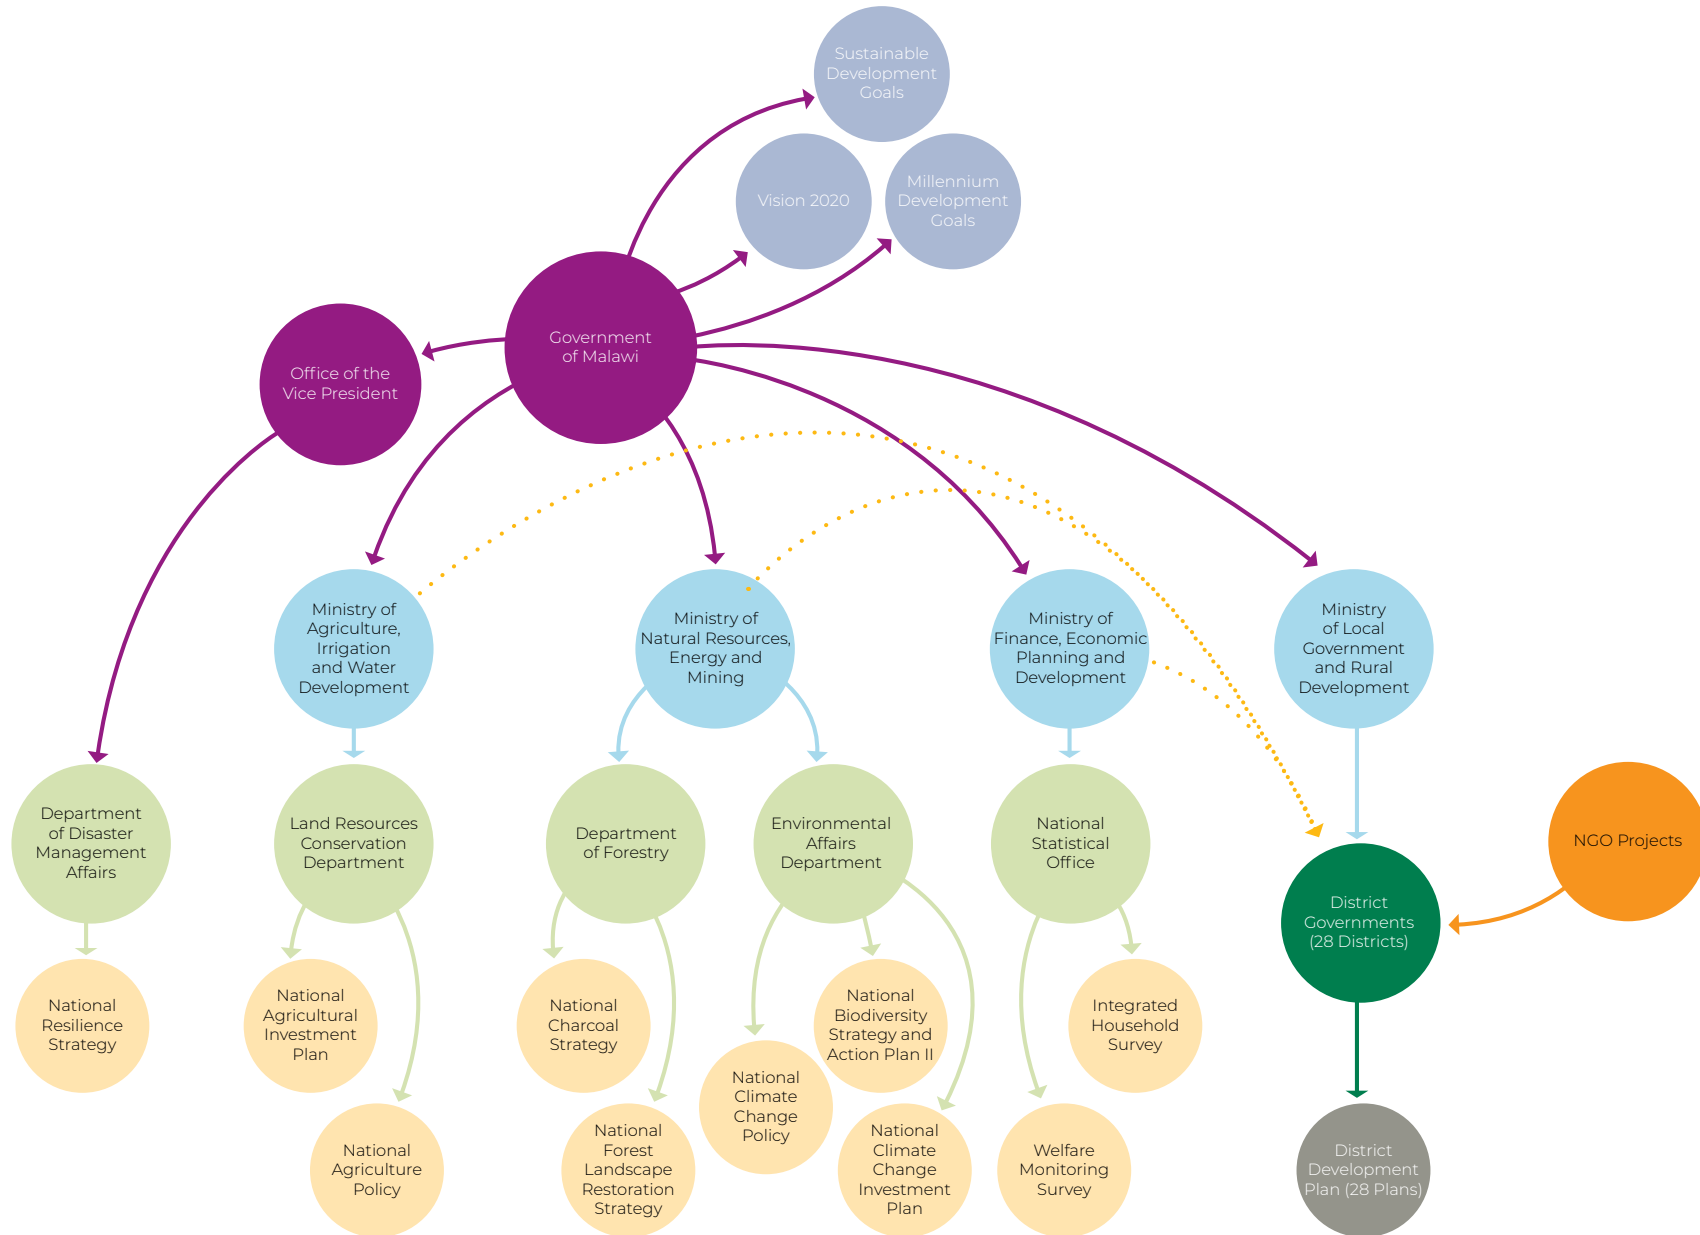 Sustainable
Development
Goals
Vision 2020
Millennium
Development
Goals
Government
of Malawi
Office of the
Vice President
Ministry of
Agriculture,
Irrigation
and Water
Development
Ministry of
Natural Resources,
Energy and
Mining
Ministry of
Finance, Economic
Planning and
Development
Ministry
of Local
Government
and Rural
Development
Department
of Disaster
Management
Affairs
Land Resources
Conservation
Department
Department
of Forestry
Environmental
Affairs
Department
National
Statistical
Office
NGO Projects
District
Governments
(28 Districts)
National
Resilience
Strategy
National
Agricultural
Investment
Plan
National
Charcoal
Strategy
National
Biodiversity
Strategy and
Action Plan II
Integrated
Household
Survey
National
Climate
Change
Policy
National
Agriculture
Policy
National
Forest
Landscape
Restoration
Strategy
National
Climate
Change
Investment
Plan
Welfare
Monitoring
Survey
District
Development
Plan (28 Plans)